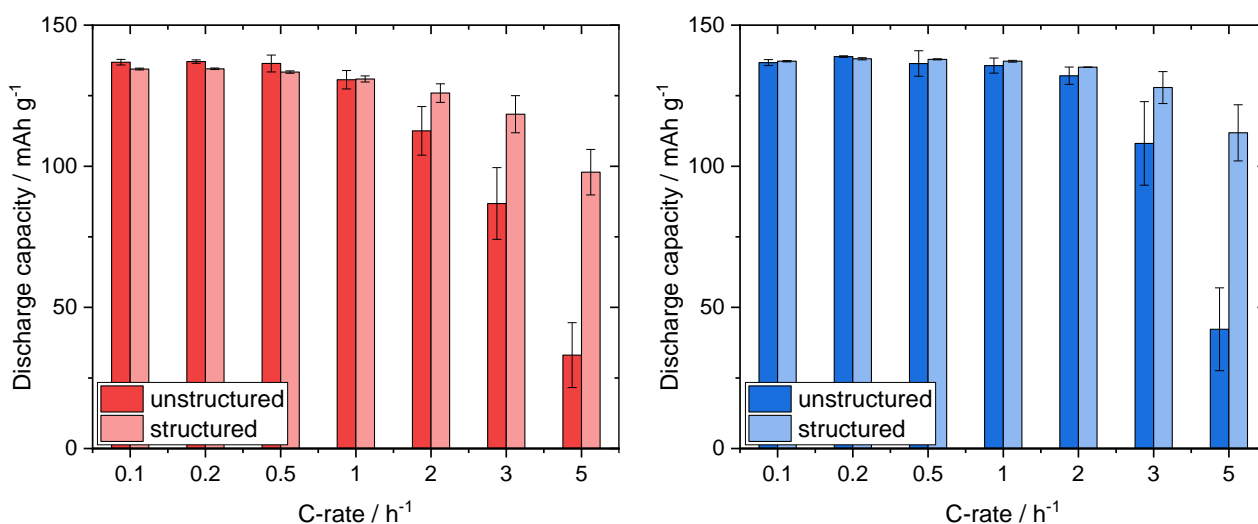 150
100
50
0
Discharge capacity / mAh g⁻¹
unstructured
structured
0.1 0.2 0.5 1 2 3 5
C-rate / h⁻¹
150
100
50
0
Discharge capacity / mAh g⁻¹
unstructured
structured
0.1 0.2 0.5 1 2 3 5
C-rate / h⁻¹